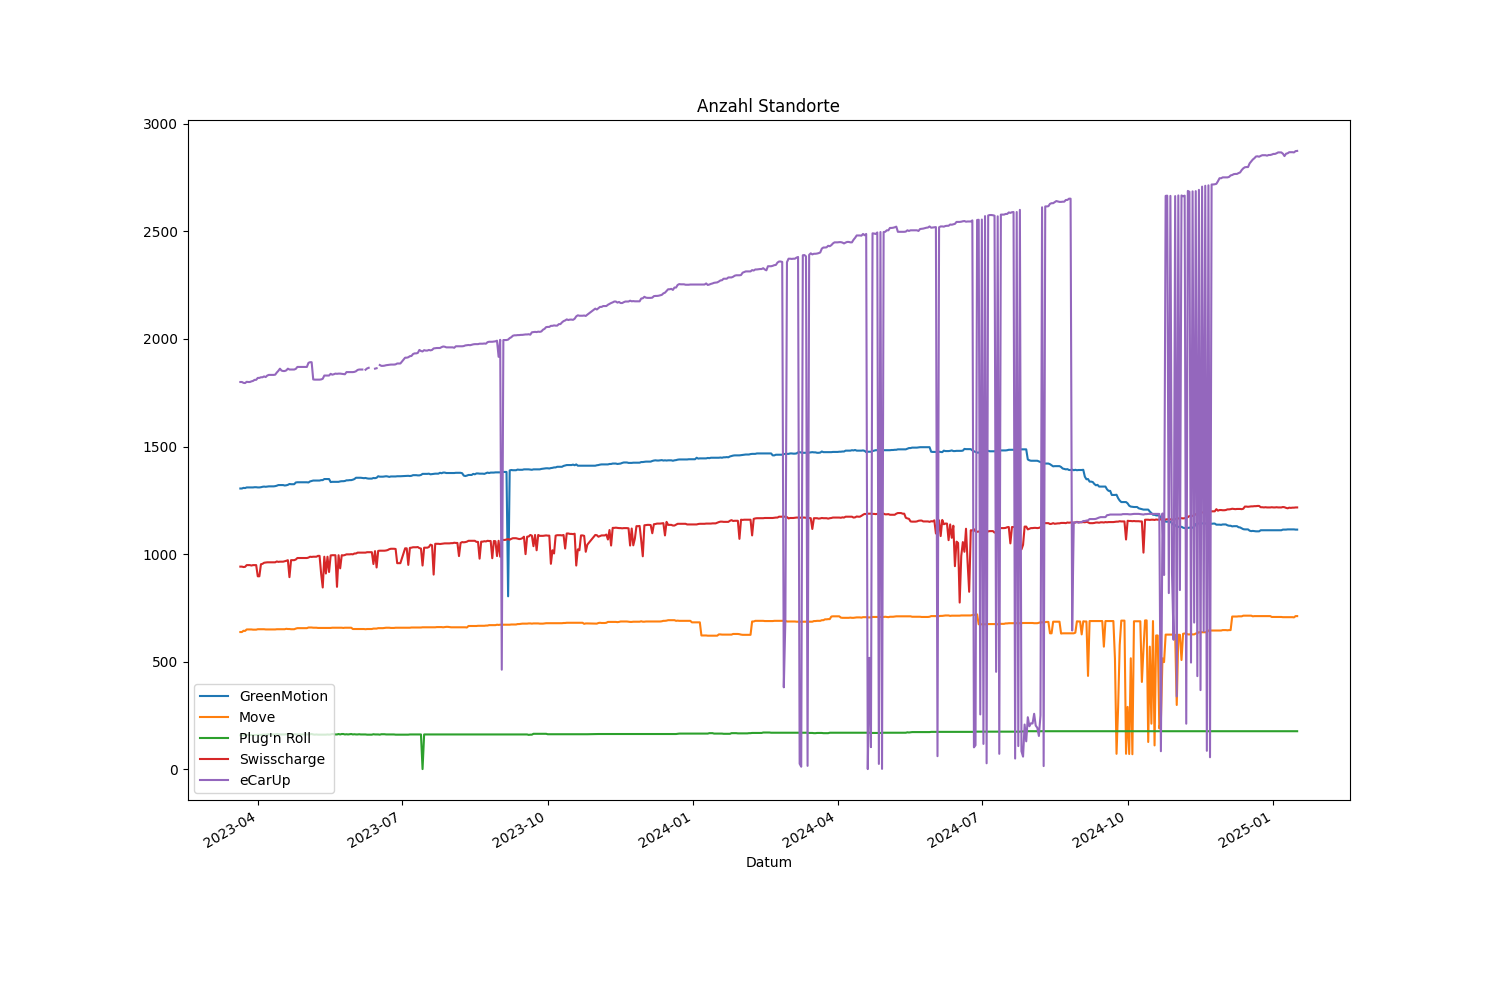 Anzahl Standorte
3000
2500
2000
1500
1000
500
0
GreenMotion
Move
Plug'n Roll
Swisscharge
eCarUp
2023-04
2023-07
2023-10
2024-01
2024-04
2024-07
2024-10
2025-01
Datum